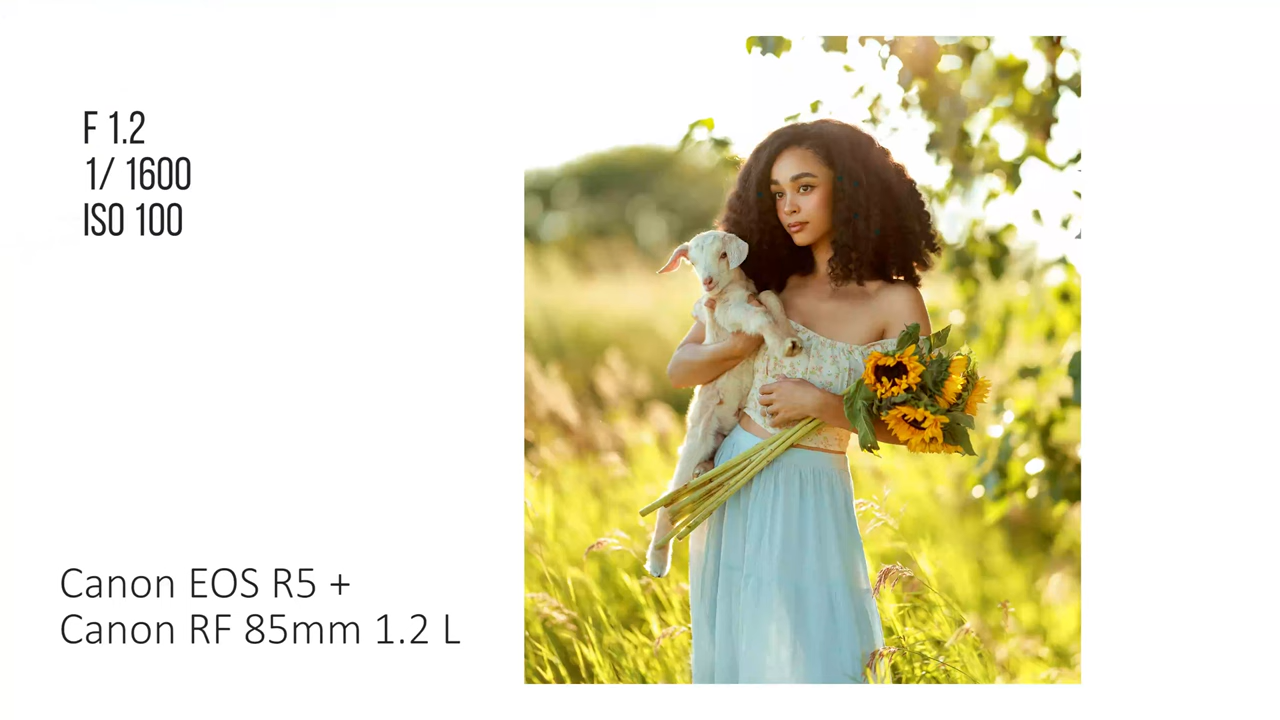 F 1.2
1/ 1600
ISO 100
Canon EOS R5 +
Canon RF 85mm 1.2 L